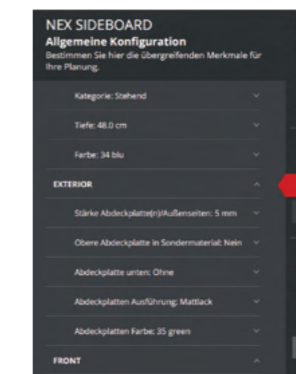 NEX SIDEBOARD
Allgemeine Konfiguration
Bestimmen Sie hier die übergreifenden Merkmale für
Ihre Planung.
Kategorie: Stehend
Tiefe: 48.0 cm
Farbe: 34 blu
EXTERIOR
Stärke Abdeckplatte(n)/Außenseiten: 5 mm
Obere Abdeckplatte in Sondermaterial: Nein
Abdeckplatte unten: Ohne
Abdeckplatten Ausführung: Mattlack
Abdeckplatten Farbe: 35 green
FRONT